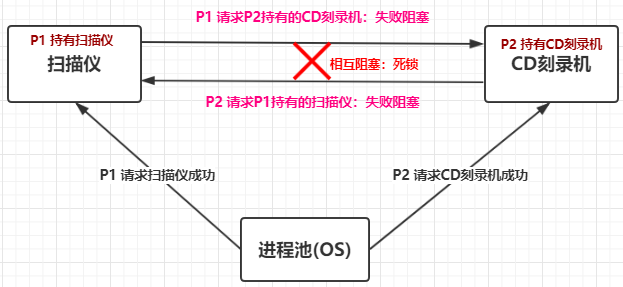 P1 请求P2持有的CD刻录机：失败阻塞
P1 持有扫描仪
扫描仪
P2 持有CD刻录机
CD刻录机
相互阻塞：死锁
P2 请求P1持有的扫描仪：失败阻塞
P1 请求扫描仪成功
P2 请求CD刻录机成功
进程池(OS)